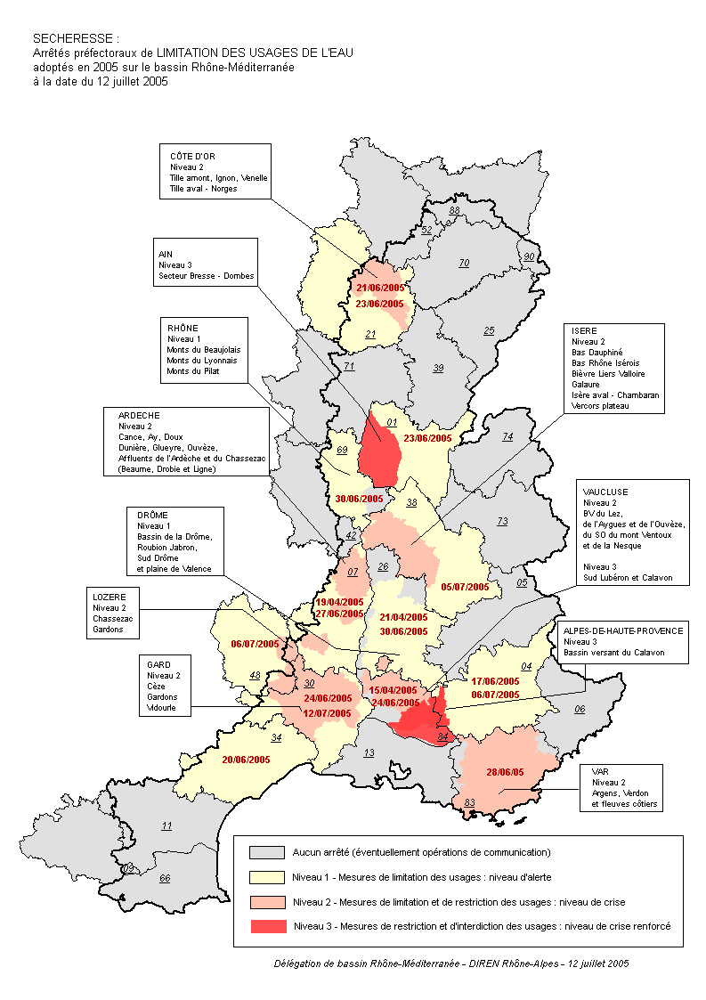 SECHERESSE :
Arrêtés préfectoraux de LIMITATION DES USAGES DE L'EAU
adoptés en 2005 sur le bassin Rhône-Méditerranée
à la date du 12 juillet 2005
CÔTE D'OR
Niveau 2
Tille amont, Ignon, Venelle
Tille aval - Norges
AIN
Niveau 3
Secteur Bresse - Dombes
RHÔNE
Niveau 1
Monts du Beaujolais
Monts du Lyonnais
Monts du Pilat
ARDECHE
Niveau 2
Cance, Ay, Doux
Dunière, Glueyre, Ouvèze,
Affluents de l'Ardèche et du Chassezac
(Beaume, Drobie et Ligne)
DRÔME
Niveau 1
Bassin de la Drôme,
Roubion Jabron,
Sud Drôme
et plaine de Valence
LOZERE
Niveau 2
Chassezac
Gardons
GARD
Niveau 2
Cèze
Gardons
Vidourle
ISERE
Niveau 2
Bas Dauphiné
Bas Rhône Isérois
Bièvre Liers Valloire
Galaure
Isère aval - Chambaran
Vercors plateau
VAUCLUSE
Niveau 2
BV du Lez,
de l'Aygues et de l'Ouvèze,
du SO du mont Ventoux
et de la Nesque
Niveau 3
Sud Lubéron et Calavon
ALPES-DE-HAUTE-PROVENCE
Niveau 3
Bassin versant du Calavon
VAR
Niveau 2
Argens, Verdon
et fleuves côtiers
88
52
90
70
21/06/2005
23/06/2005
21
25
71
39
01
23/06/2005
74
69
30/06/2005
38
73
42
07
26
05/07/2005
05
19/04/2005
27/06/2005
21/04/2005
30/06/2005
06/07/2005
48
30
24/06/2005
12/07/2005
15/04/2005
24/06/2005
84
17/06/2005
06/07/2005
04
06
34
20/06/2005
13
28/06/05
83
11
09
66
Aucun arrêté (éventuellement opérations de communication)
Niveau 1 - Mesures de limitation des usages : niveau d'alerte
Niveau 2 - Mesures de limitation et de restriction des usages : niveau de crise
Niveau 3 - Mesures de restriction et d'interdiction des usages : niveau de crise renforcé
Délégation de bassin Rhône-Méditerranée - DIREN Rhône-Alpes - 12 juillet 2005